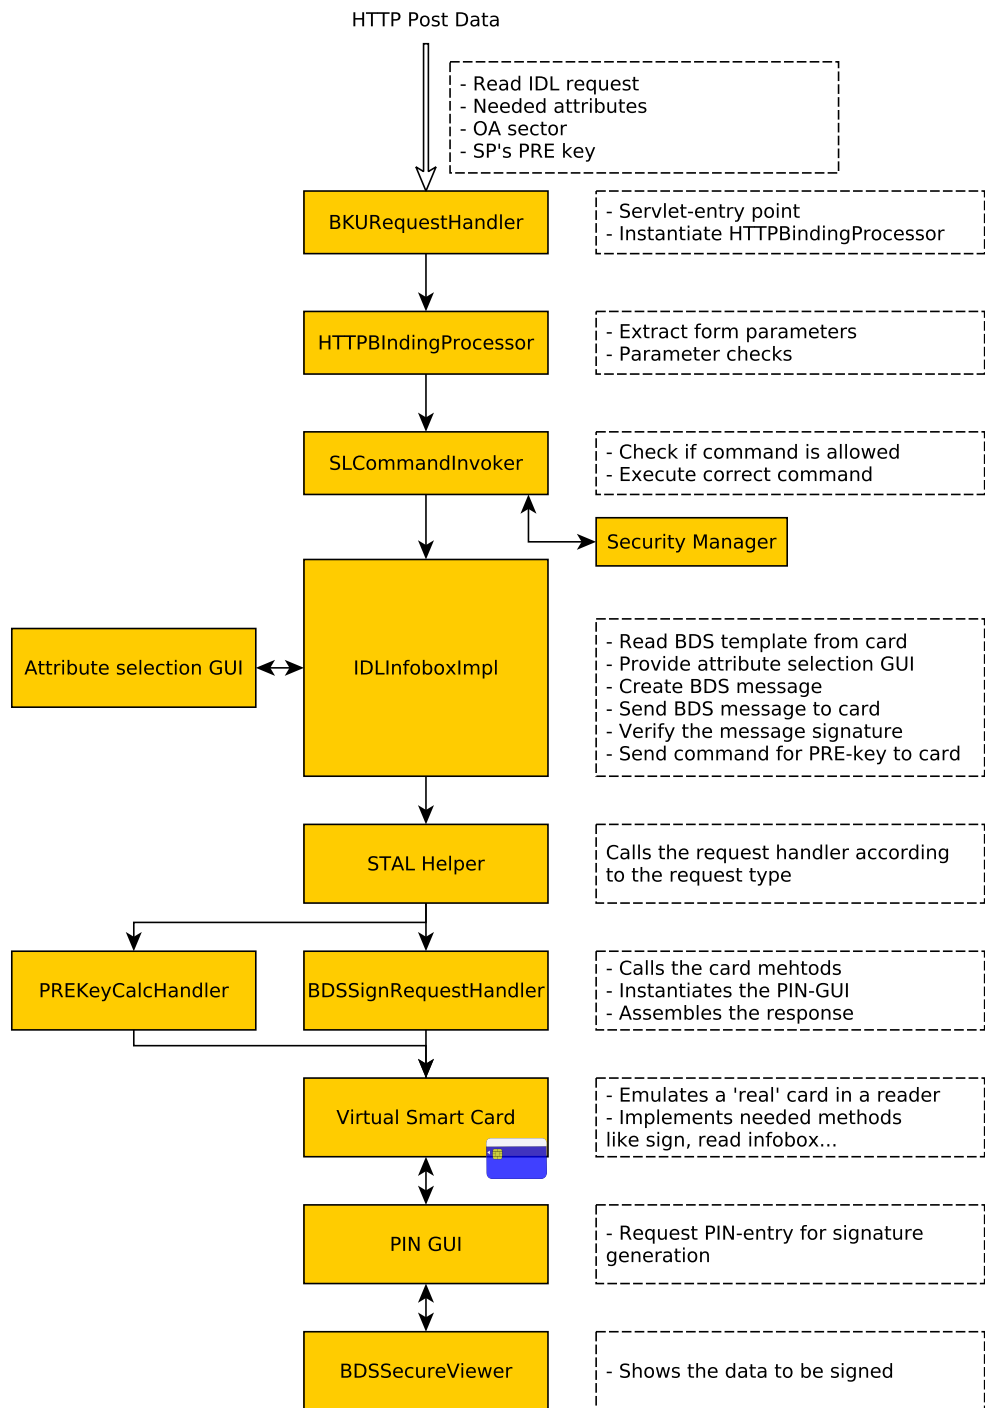 HTTP Post Data
- Read IDL request
- Needed attributes
- OA sector
- SP's PRE key
BKURequestHandler
- Servlet-entry point
- Instantiate HTTPBindingProcessor
HTTPBIndingProcessor
- Extract form parameters
- Parameter checks
SLCommandInvoker
- Check if command is allowed
- Execute correct command
Security Manager
Attribute selection GUI
IDLInfoboxImpl
- Read BDS template from card
- Provide attribute selection GUI
- Create BDS message
- Send BDS message to card
- Verify the message signature
- Send command for PRE-key to card
STAL Helper
Calls the request handler according
to the request type
PREKeyCalcHandler
BDSSignRequestHandler
- Calls the card mehtods
- Instantiates the PIN-GUI
- Assembles the response
Virtual Smart Card
- Emulates a 'real' card in a reader
- Implements needed methods
like sign, read infobox...
PIN GUI
- Request PIN-entry for signature
generation
BDSSecureViewer
- Shows the data to be signed